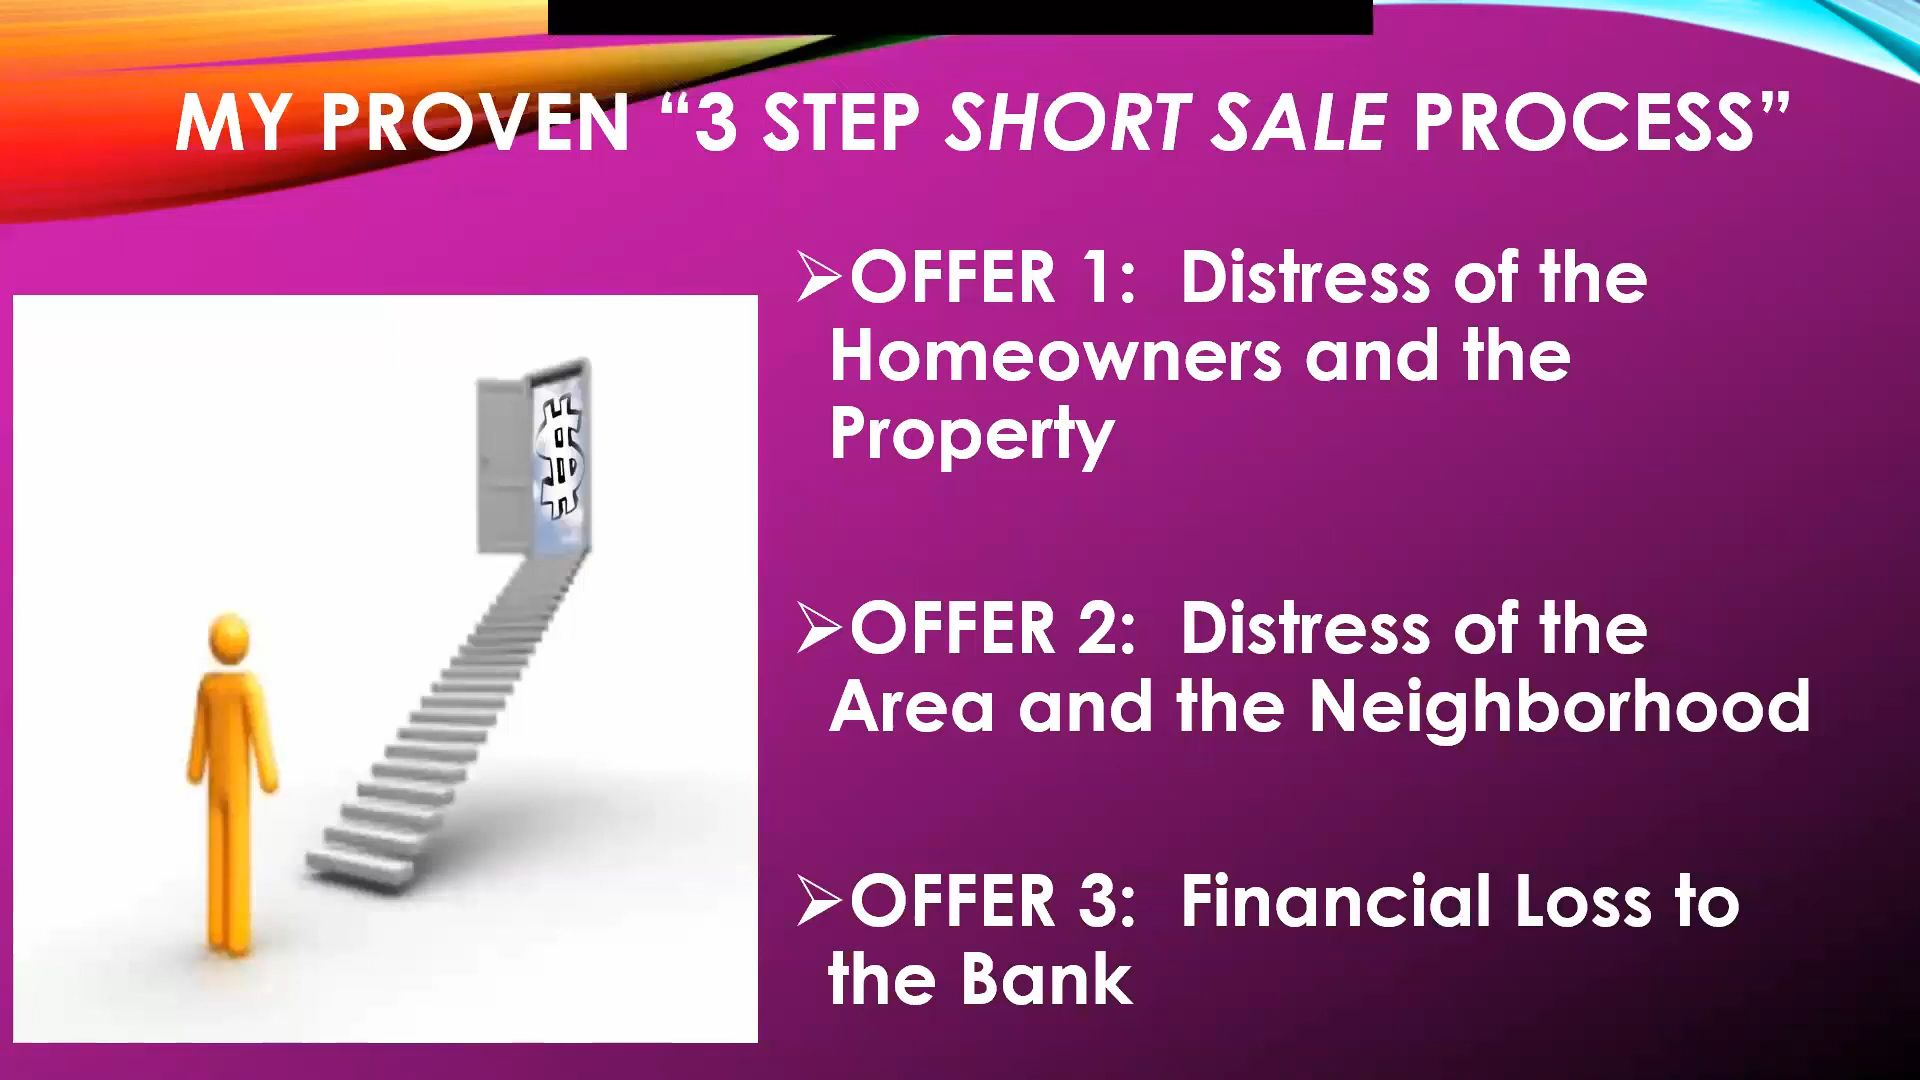 MY PROVEN “3 STEP SHORT SALE PROCESS”
➢OFFER 1: Distress of the
Homeowners and the
Property
$
➢OFFER 2: Distress of the
Area and the Neighborhood
➢OFFER 3: Financial Loss to
the Bank